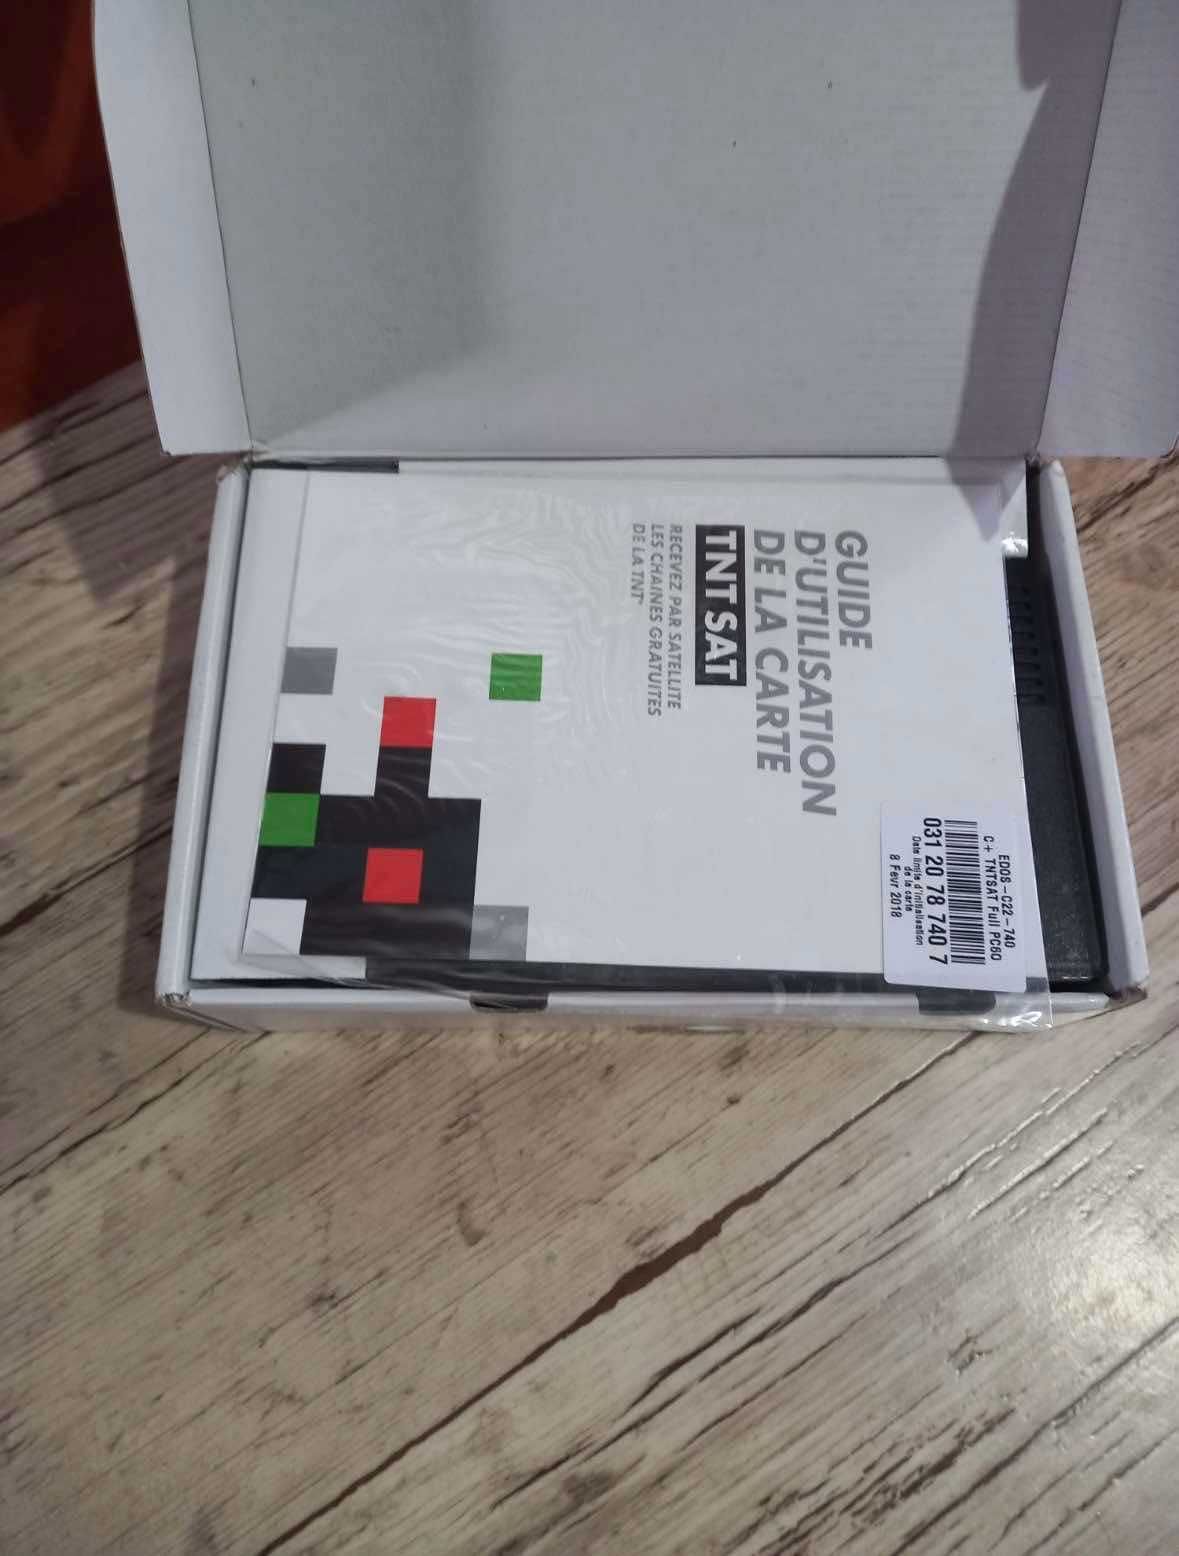 GUIDE
D'UTILISATION
DE LA CARTE
TNT SAT
RECEVEZ PAR SATELLITE
LES CHAINES GRATUITES
DE LA TNT*
EDOS-C22-740
C+ TNTSAT Full PC60
031 20 78 740 7
Date limite d'initialisation
de la carte
8 Fevr 2018